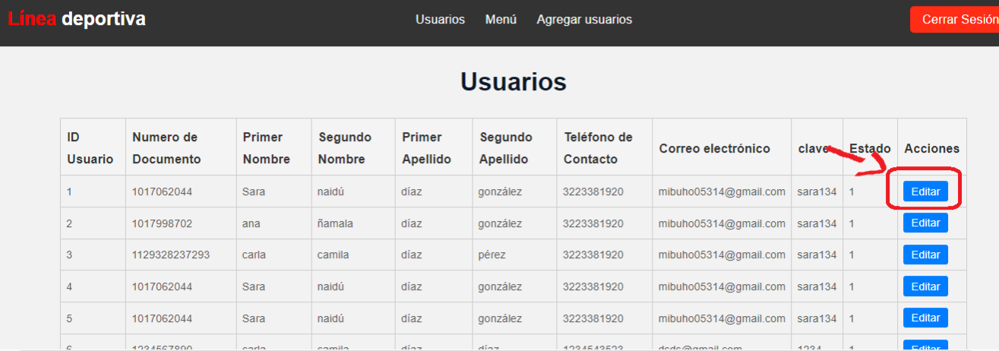 Línea deportiva Usuarios Menú Agregar usuarios Cerrar Sesión
Usuarios
ID Usuario Numero de Documento Primer Nombre Segundo Nombre Primer Apellido Segundo Apellido Teléfono de Contacto Correo electrónico clave Estado Acciones
1 1017062044 Sara naidú díaz gonzález 3223381920 mibuho05314@gmail.com sara134 1 Editar
2 1017998702 ana ñamala díaz gonzález 3223381920 mibuho05314@gmail.com sara134 1 Editar
3 1129328237293 carla camila díaz pérez 3223381920 mibuho05314@gmail.com sara134 1 Editar
4 1017062044 Sara naidú díaz gonzález 3223381920 mibuho05314@gmail.com sara134 1 Editar
5 1017062044 Sara naidú díaz gonzález 3223381920 mibuho05314@gmail.com sara134 1 Editar
6 1234567890 carla camila díaz díaz 1234543523 dsds@gmail.com 1234 1 Editar